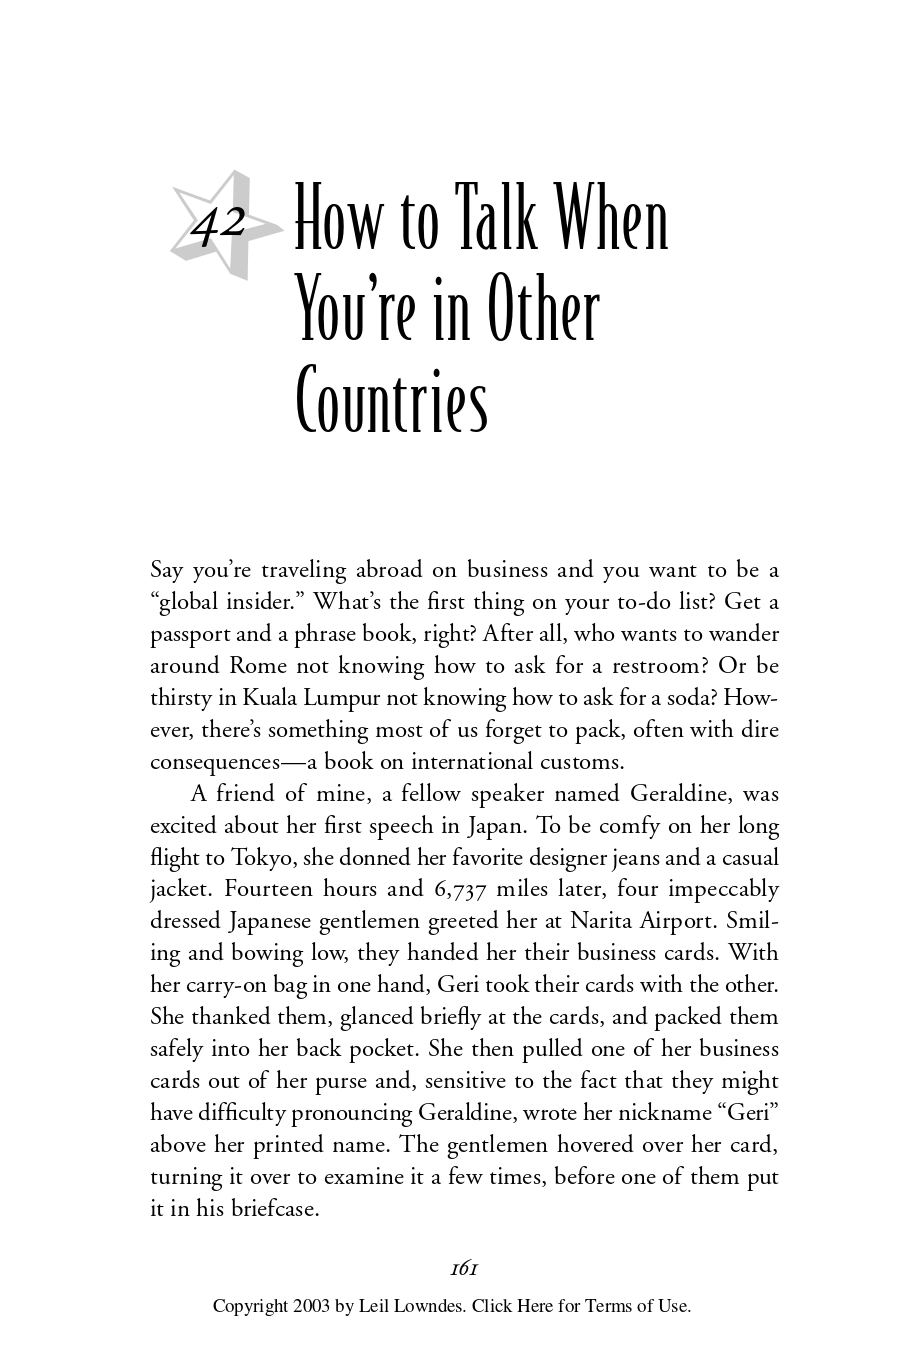 42
How to Talk When
You’re in Other
Countries
Say you’re traveling abroad on business and you want to be a
“global insider.” What’s the first thing on your to-do list? Get a
passport and a phrase book, right? After all, who wants to wander
around Rome not knowing how to ask for a restroom? Or be
thirsty in Kuala Lumpur not knowing how to ask for a soda? How-
ever, there’s something most of us forget to pack, often with dire
consequences—a book on international customs.
A friend of mine, a fellow speaker named Geraldine, was
excited about her first speech in Japan. To be comfy on her long
flight to Tokyo, she donned her favorite designer jeans and a casual
jacket. Fourteen hours and 6,737 miles later, four impeccably
dressed Japanese gentlemen greeted her at Narita Airport. Smil-
ing and bowing low, they handed her their business cards. With
her carry-on bag in one hand, Geri took their cards with the other.
She thanked them, glanced briefly at the cards, and packed them
safely into her back pocket. She then pulled one of her business
cards out of her purse and, sensitive to the fact that they might
have difficulty pronouncing Geraldine, wrote her nickname “Geri”
above her printed name. The gentlemen hovered over her card,
turning it over to examine it a few times, before one of them put
it in his briefcase.
161
Copyright 2003 by Leil Lowndes. Click Here for Terms of Use.